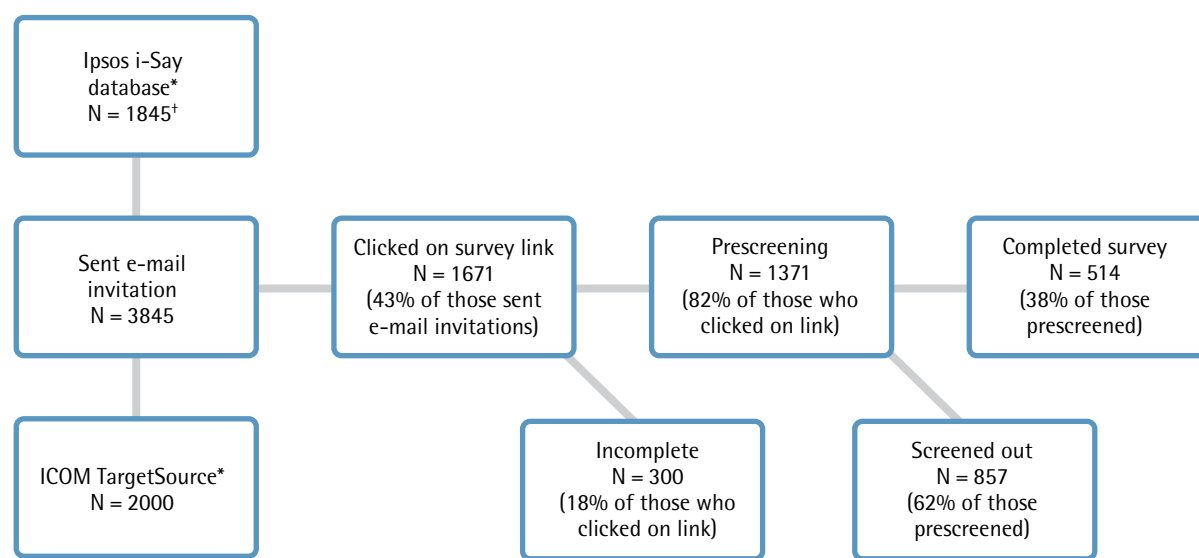 Ipsos i-Say
database*
N = 1845†
Sent e-mail
invitation
N = 3845
ICOM TargetSource*
N = 2000
Clicked on survey link
N = 1671
(43% of those sent
e-mail invitations)
Prescreening
N = 1371
(82% of those who
clicked on link)
Completed survey
N = 514
(38% of those
prescreened)
Incomplete
N = 300
(18% of those who
clicked on link)
Screened out
N = 857
(62% of those
prescreened)